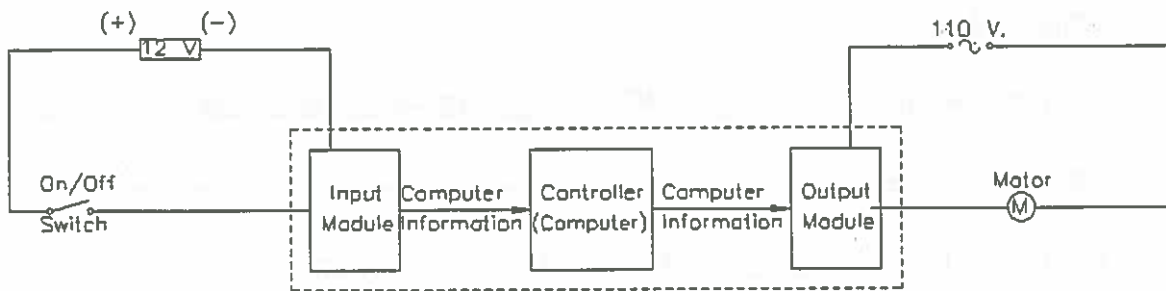 (+) (−)
12 V
110 V.
On/Off
Switch
Input
Module
Computer
Information
Controller
(Computer)
Computer
Information
Output
Module
Motor
M